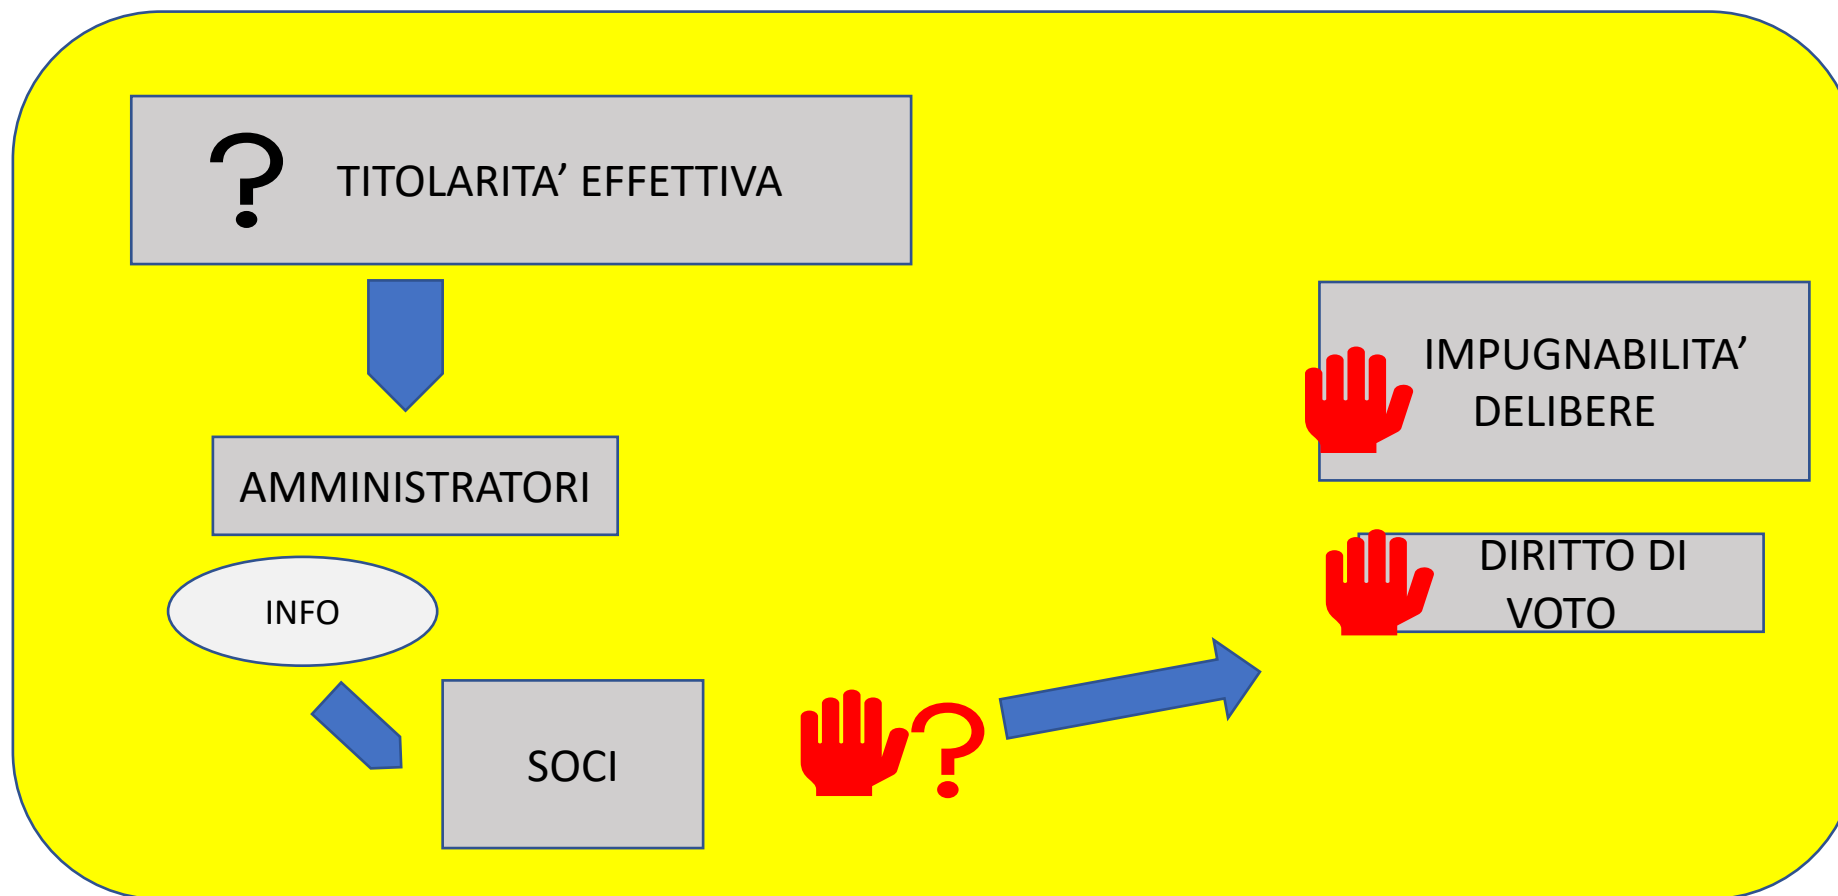 ? TITOLARITA’ EFFETTIVA
AMMINISTRATORI
INFO
SOCI
?
IMPUGNABILITA’
DELIBERE
DIRITTO DI
VOTO